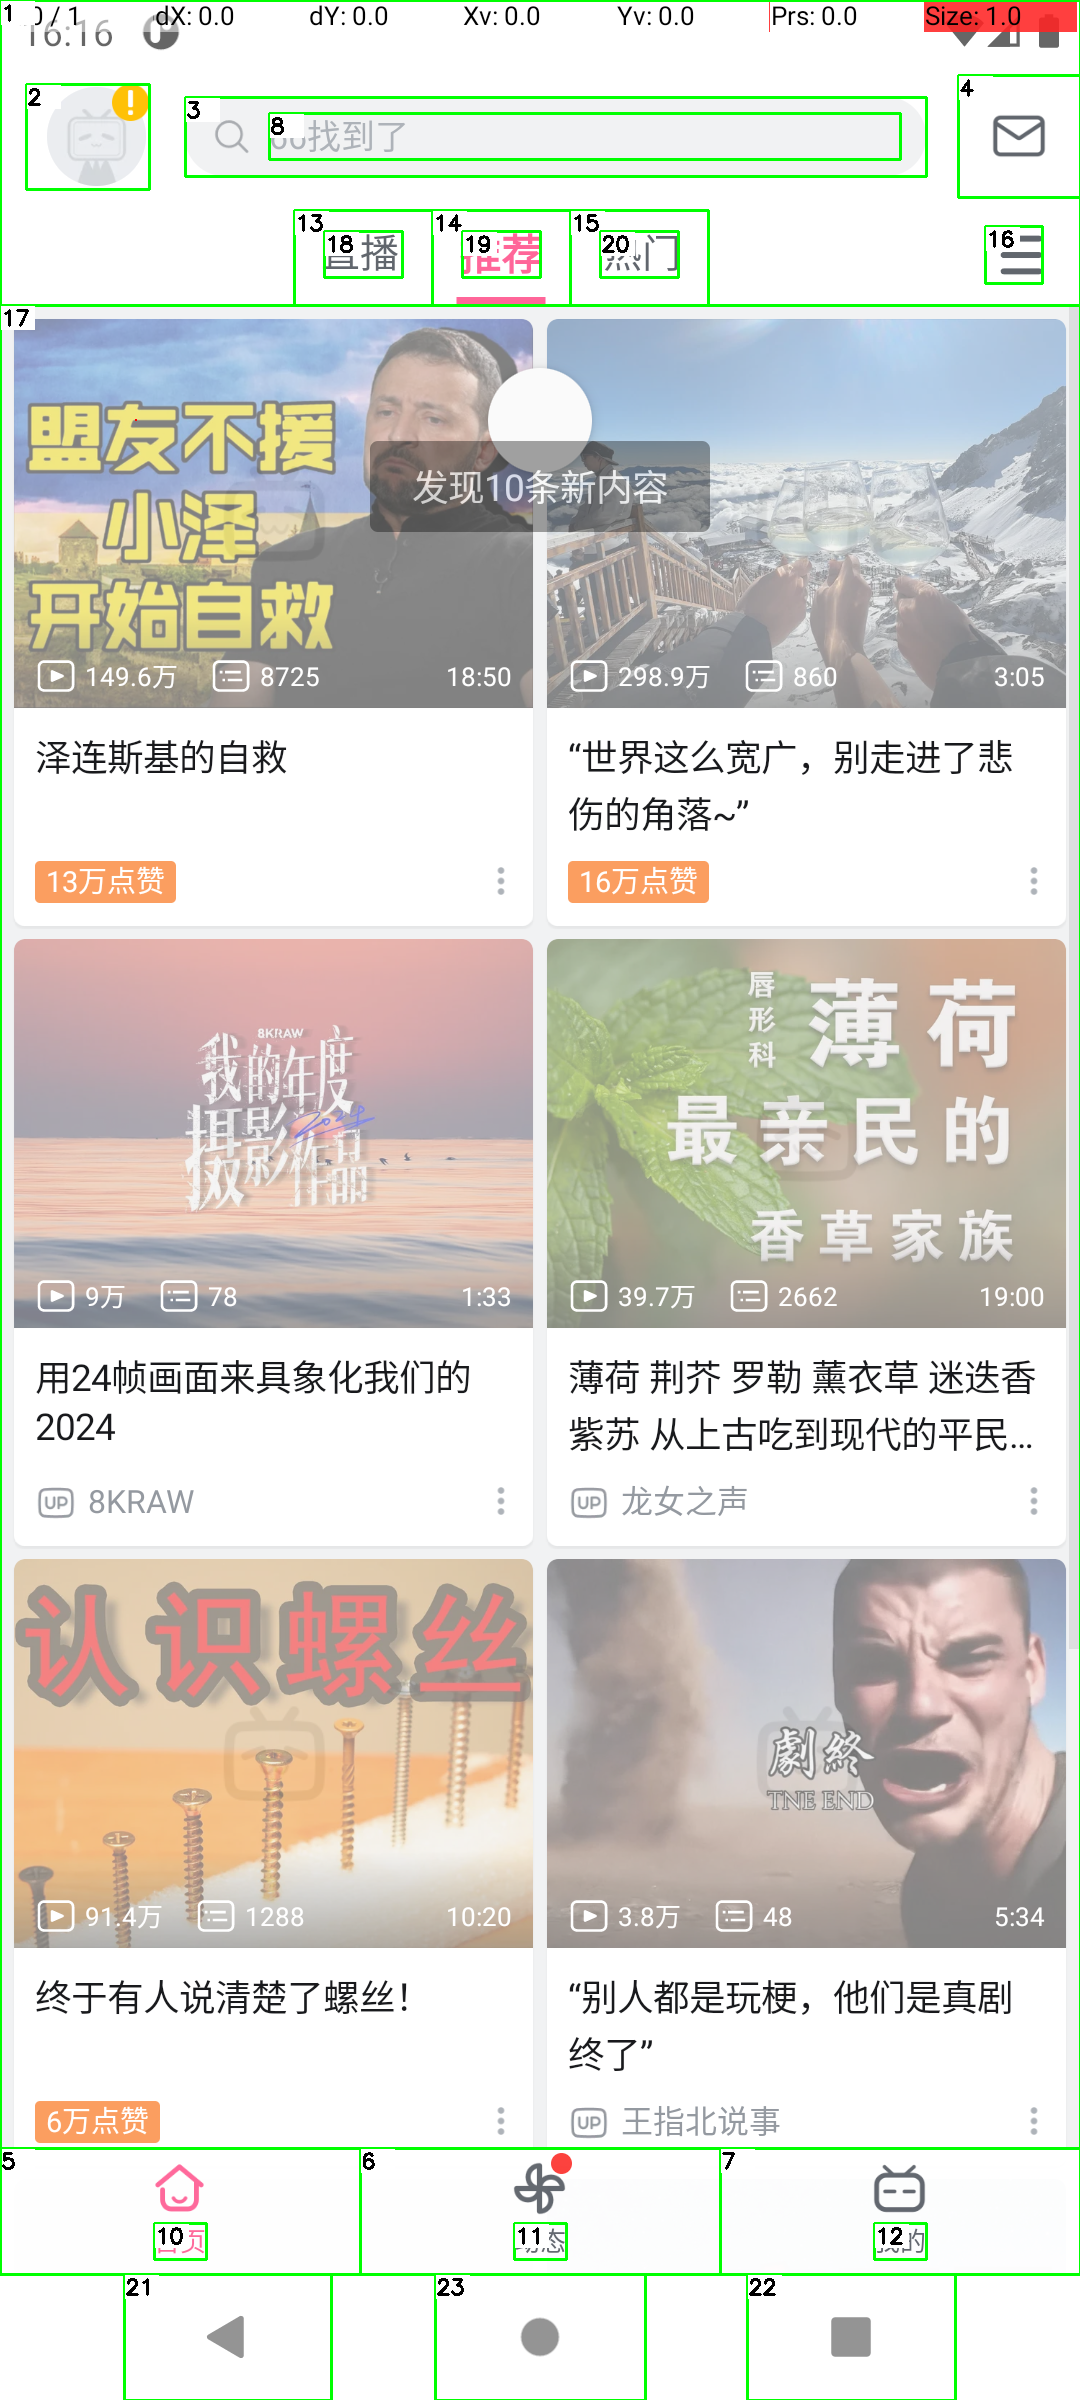 1
0 / 1
dX: 0.0
dY: 0.0
Xv: 0.0
Yv: 0.0
Prs: 0.0
Size: 1.0
16:16
2
3
8
找到了
4
13
18
直播
14
19
推荐
15
20
热门
16
17
发现10条新内容
盟友不援
小泽
开始自救
149.6万
8725
18:50
298.9万
860
3:05
泽连斯基的自救
“世界这么宽广，别走进了悲
伤的角落~”
13万点赞
16万点赞
8KRAW
我的年度
2024
摄影作品
9万
78
1:33
唇形科
薄荷
最亲民的
香草家族
39.7万
2662
19:00
用24帧画面来具象化我们的
2024
薄荷 荆芥 罗勒 薰衣草 迷迭香
紫苏 从上古吃到现代的平民...
UP 8KRAW
UP 龙女之声
认识螺丝
91.4万
1288
10:20
劇終
TNE END
3.8万
48
5:34
终于有人说清楚了螺丝！
“别人都是玩梗，他们是真剧
终了”
6万点赞
UP 王指北说事
5
10
首页
6
11
动态
7
12
我的
21
23
22